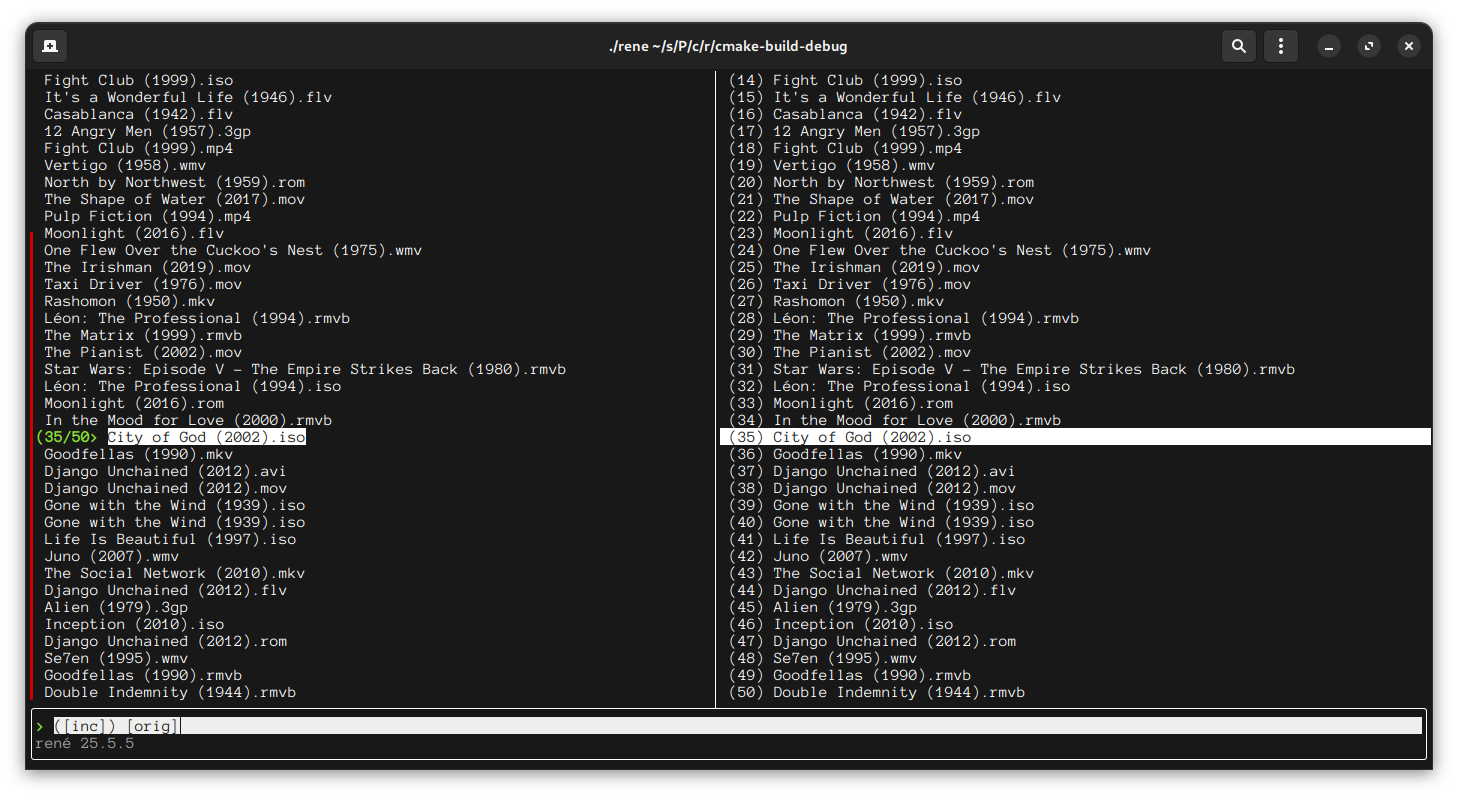 ./rene ~/s/P/c/r/cmake-build-debug
Fight Club (1999).iso
It's a Wonderful Life (1946).flv
Casablanca (1942).flv
12 Angry Men (1957).3gp
Fight Club (1999).mp4
Vertigo (1958).wmv
North by Northwest (1959).rom
The Shape of Water (2017).mov
Pulp Fiction (1994).mp4
Moonlight (2016).flv
One Flew Over the Cuckoo's Nest (1975).wmv
The Irishman (2019).mov
Taxi Driver (1976).mov
Rashomon (1950).mkv
Léon: The Professional (1994).rmvb
The Matrix (1999).rmvb
The Pianist (2002).mov
Star Wars: Episode V – The Empire Strikes Back (1980).rmvb
Léon: The Professional (1994).iso
Moonlight (2016).rom
In the Mood for Love (2000).rmvb
(35/50> City of God (2002).iso
Goodfellas (1990).mkv
Django Unchained (2012).avi
Django Unchained (2012).mov
Gone with the Wind (1939).iso
Gone with the Wind (1939).iso
Life Is Beautiful (1997).iso
Juno (2007).wmv
The Social Network (2010).mkv
Django Unchained (2012).flv
Alien (1979).3gp
Inception (2010).iso
Django Unchained (2012).rom
Se7en (1995).wmv
Goodfellas (1990).rmvb
Double Indemnity (1944).rmvb
(14) Fight Club (1999).iso
(15) It's a Wonderful Life (1946).flv
(16) Casablanca (1942).flv
(17) 12 Angry Men (1957).3gp
(18) Fight Club (1999).mp4
(19) Vertigo (1958).wmv
(20) North by Northwest (1959).rom
(21) The Shape of Water (2017).mov
(22) Pulp Fiction (1994).mp4
(23) Moonlight (2016).flv
(24) One Flew Over the Cuckoo's Nest (1975).wmv
(25) The Irishman (2019).mov
(26) Taxi Driver (1976).mov
(27) Rashomon (1950).mkv
(28) Léon: The Professional (1994).rmvb
(29) The Matrix (1999).rmvb
(30) The Pianist (2002).mov
(31) Star Wars: Episode V – The Empire Strikes Back (1980).rmvb
(32) Léon: The Professional (1994).iso
(33) Moonlight (2016).rom
(34) In the Mood for Love (2000).rmvb
(35) City of God (2002).iso
(36) Goodfellas (1990).mkv
(37) Django Unchained (2012).avi
(38) Django Unchained (2012).mov
(39) Gone with the Wind (1939).iso
(40) Gone with the Wind (1939).iso
(41) Life Is Beautiful (1997).iso
(42) Juno (2007).wmv
(43) The Social Network (2010).mkv
(44) Django Unchained (2012).flv
(45) Alien (1979).3gp
(46) Inception (2010).iso
(47) Django Unchained (2012).rom
(48) Se7en (1995).wmv
(49) Goodfellas (1990).rmvb
(50) Double Indemnity (1944).rmvb
> ([inc]) [orig]
rené 25.5.5